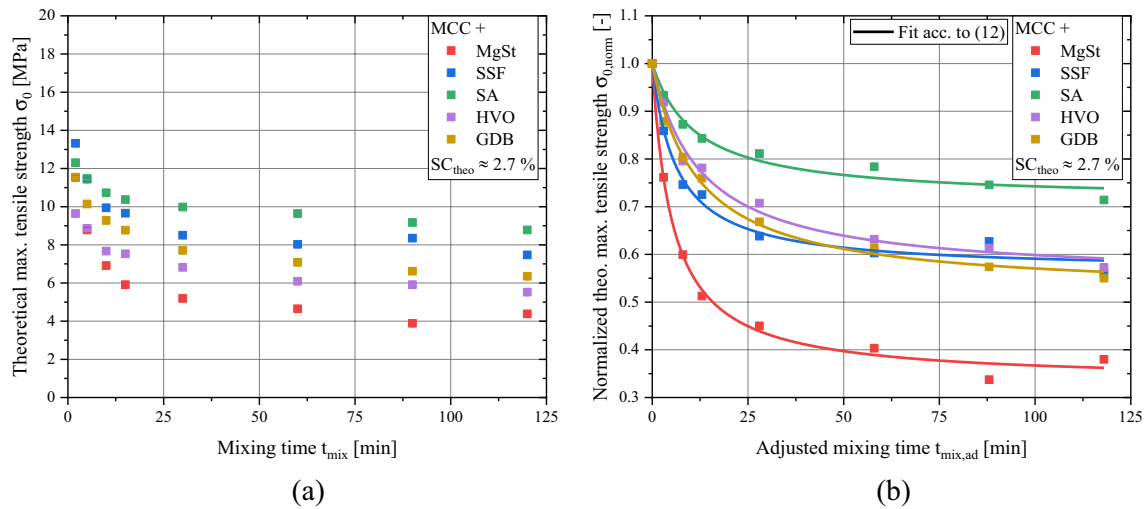 Theoretical max. tensile strength σ0 [MPa]
20
18
16
14
12
10
8
6
4
2
0
MCC +
MgSt
SSF
SA
HVO
GDB
SCtheo ≈ 2.7 %
0
25
50
75
100
125
Mixing time tmix [min]
(a)
Normalized theo. max. tensile strength σ0,norm [-]
1.1
1.0
0.9
0.8
0.7
0.6
0.5
0.4
0.3
Fit acc. to (12)
MCC +
MgSt
SSF
SA
HVO
GDB
SCtheo ≈ 2.7 %
0
25
50
75
100
125
Adjusted mixing time tmix,ad [min]
(b)